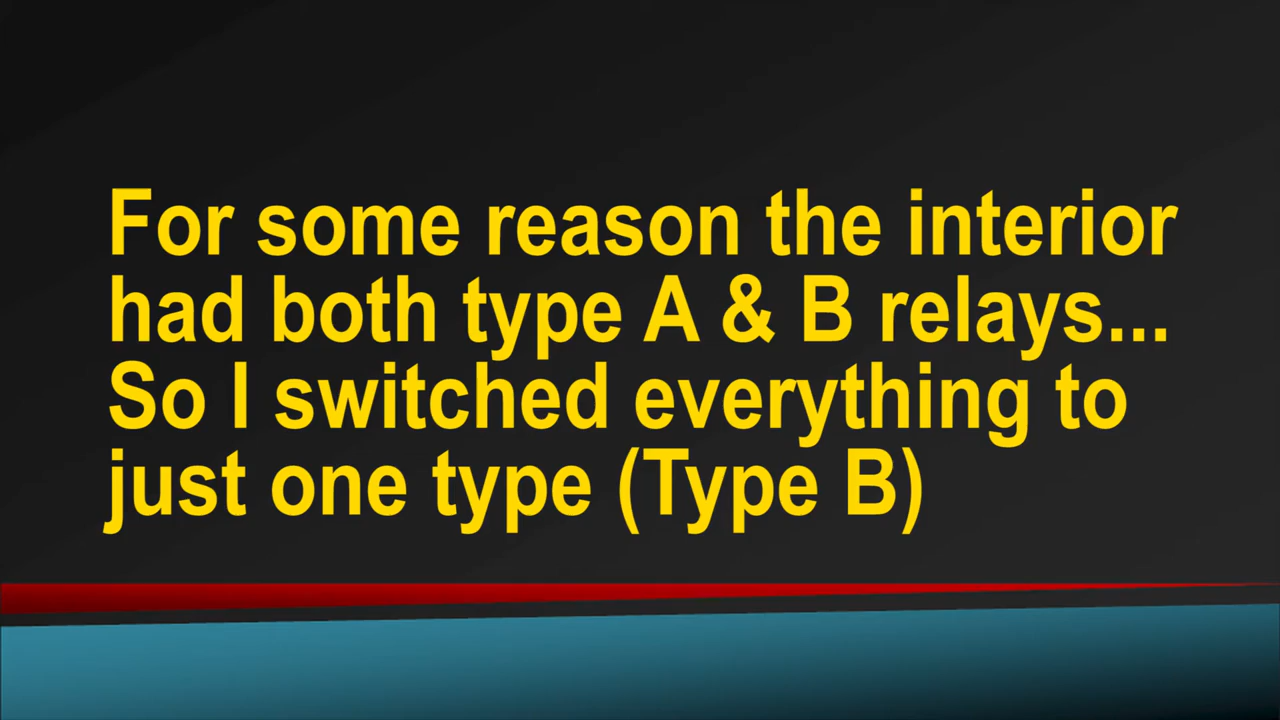 For some reason the interior
had both type A & B relays...
So I switched everything to
just one type (Type B)